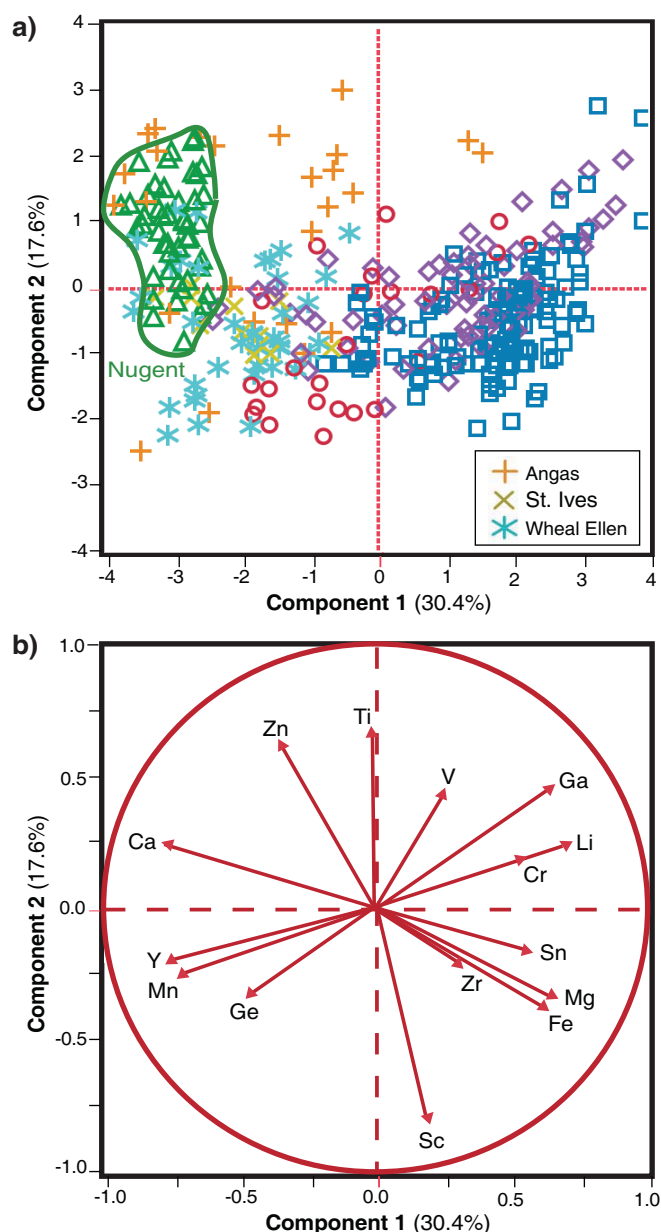 a)
4
3
2
1
0
-1
-2
-3
-4
Component 2 (17.6%)
Nugent
Angas
St. Ives
Wheal Ellen
-4 -3 -2 -1 0 1 2 3 4
Component 1 (30.4%)
b)
1.0
0.5
0.0
-0.5
-1.0
Component 2 (17.6%)
Zn
Ti
V
Ga
Ca
Li
Cr
Y
Mn
Ge
Sn
Zr
Mg
Fe
Sc
-1.0 -0.5 0.0 0.5 1.0
Component 1 (30.4%)